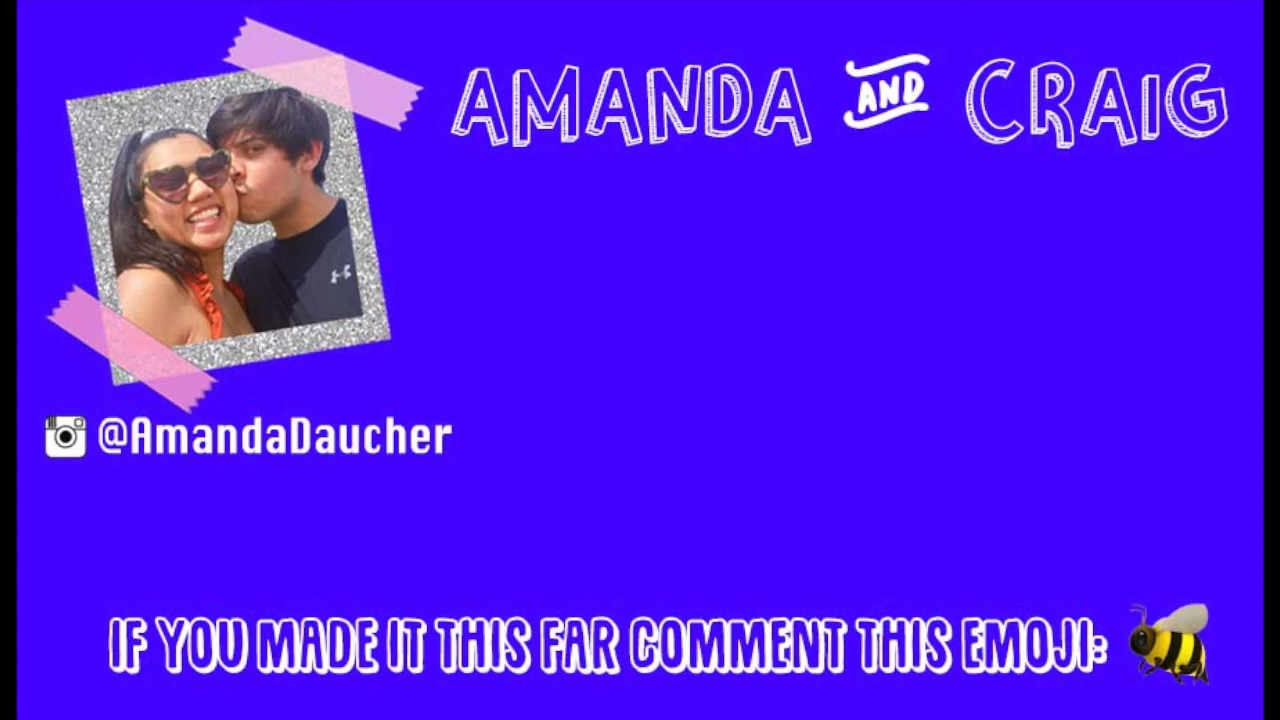 AMANDA AND CRAIG
@AmandaDaucher
IF YOU MADE IT THIS FAR COMMENT THIS EMOJI: